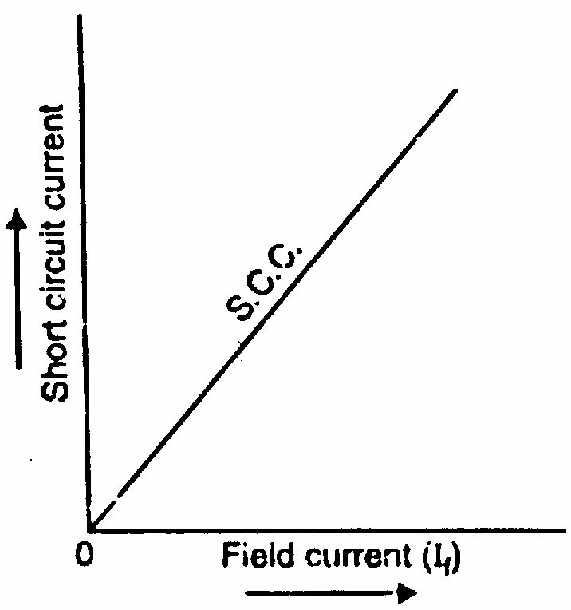 Short circuit current
S.C.C.
0
Field current (If)